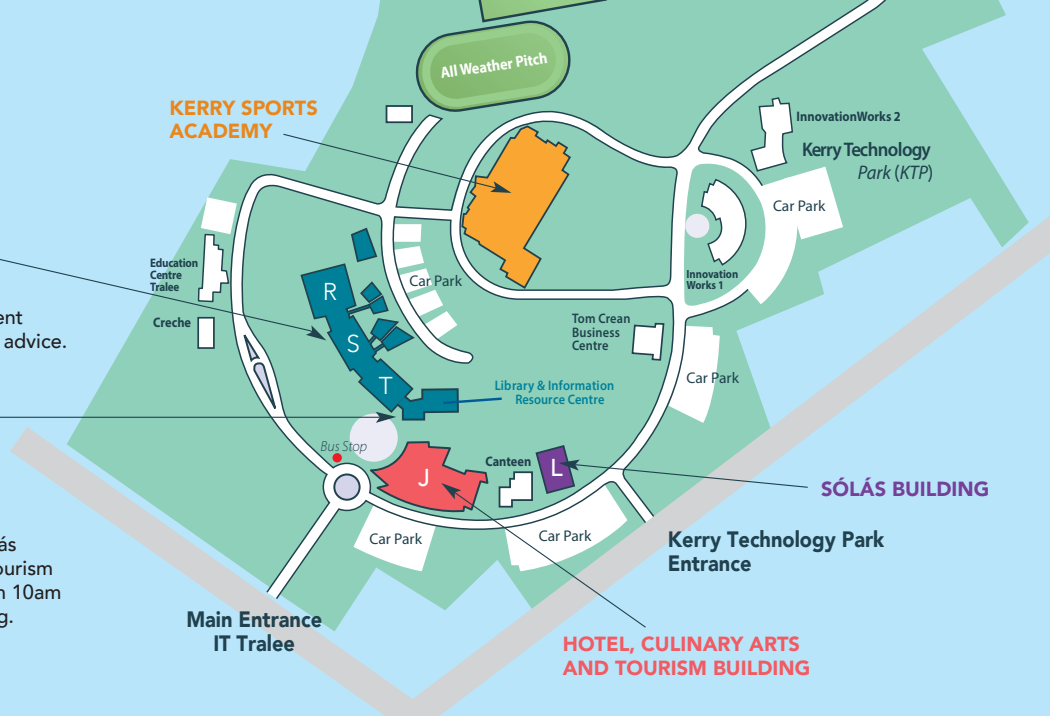 All Weather Pitch
KERRY SPORTS
ACADEMY
InnovationWorks 2
Kerry Technology
Park (KTP)
Car Park
Education
Centre
Tralee
Creche
Innovation
Works 1
Car Park
R
S
T
Tom Crean
Business
Centre
Car Park
ent
advice.
Library & Information
Resource Centre
Bus Stop
J
Canteen
L
SÓLÁS BUILDING
Car Park
Car Park
Kerry Technology Park
Entrance
ás
ourism
n 10am
g.
Main Entrance
IT Tralee
HOTEL, CULINARY ARTS
AND TOURISM BUILDING